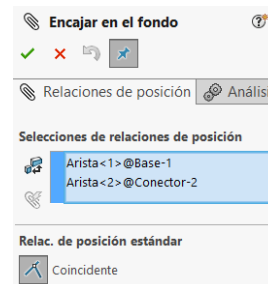 Encajar en el fondo
Relaciones de posición Análisi
Selecciones de relaciones de posición
Arista<1>@Base-1
Arista<2>@Conector-2
Relac. de posición estándar
Coincidente